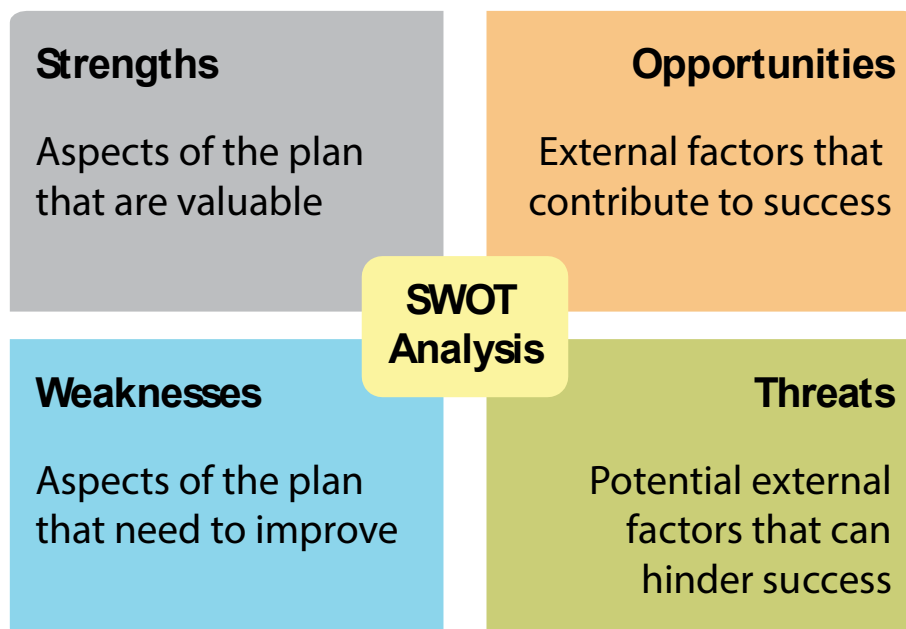 Strengths
Aspects of the plan
that are valuable
Opportunities
External factors that
contribute to success
SWOT
Analysis
Weaknesses
Aspects of the plan
that need to improve
Threats
Potential external
factors that can
hinder success